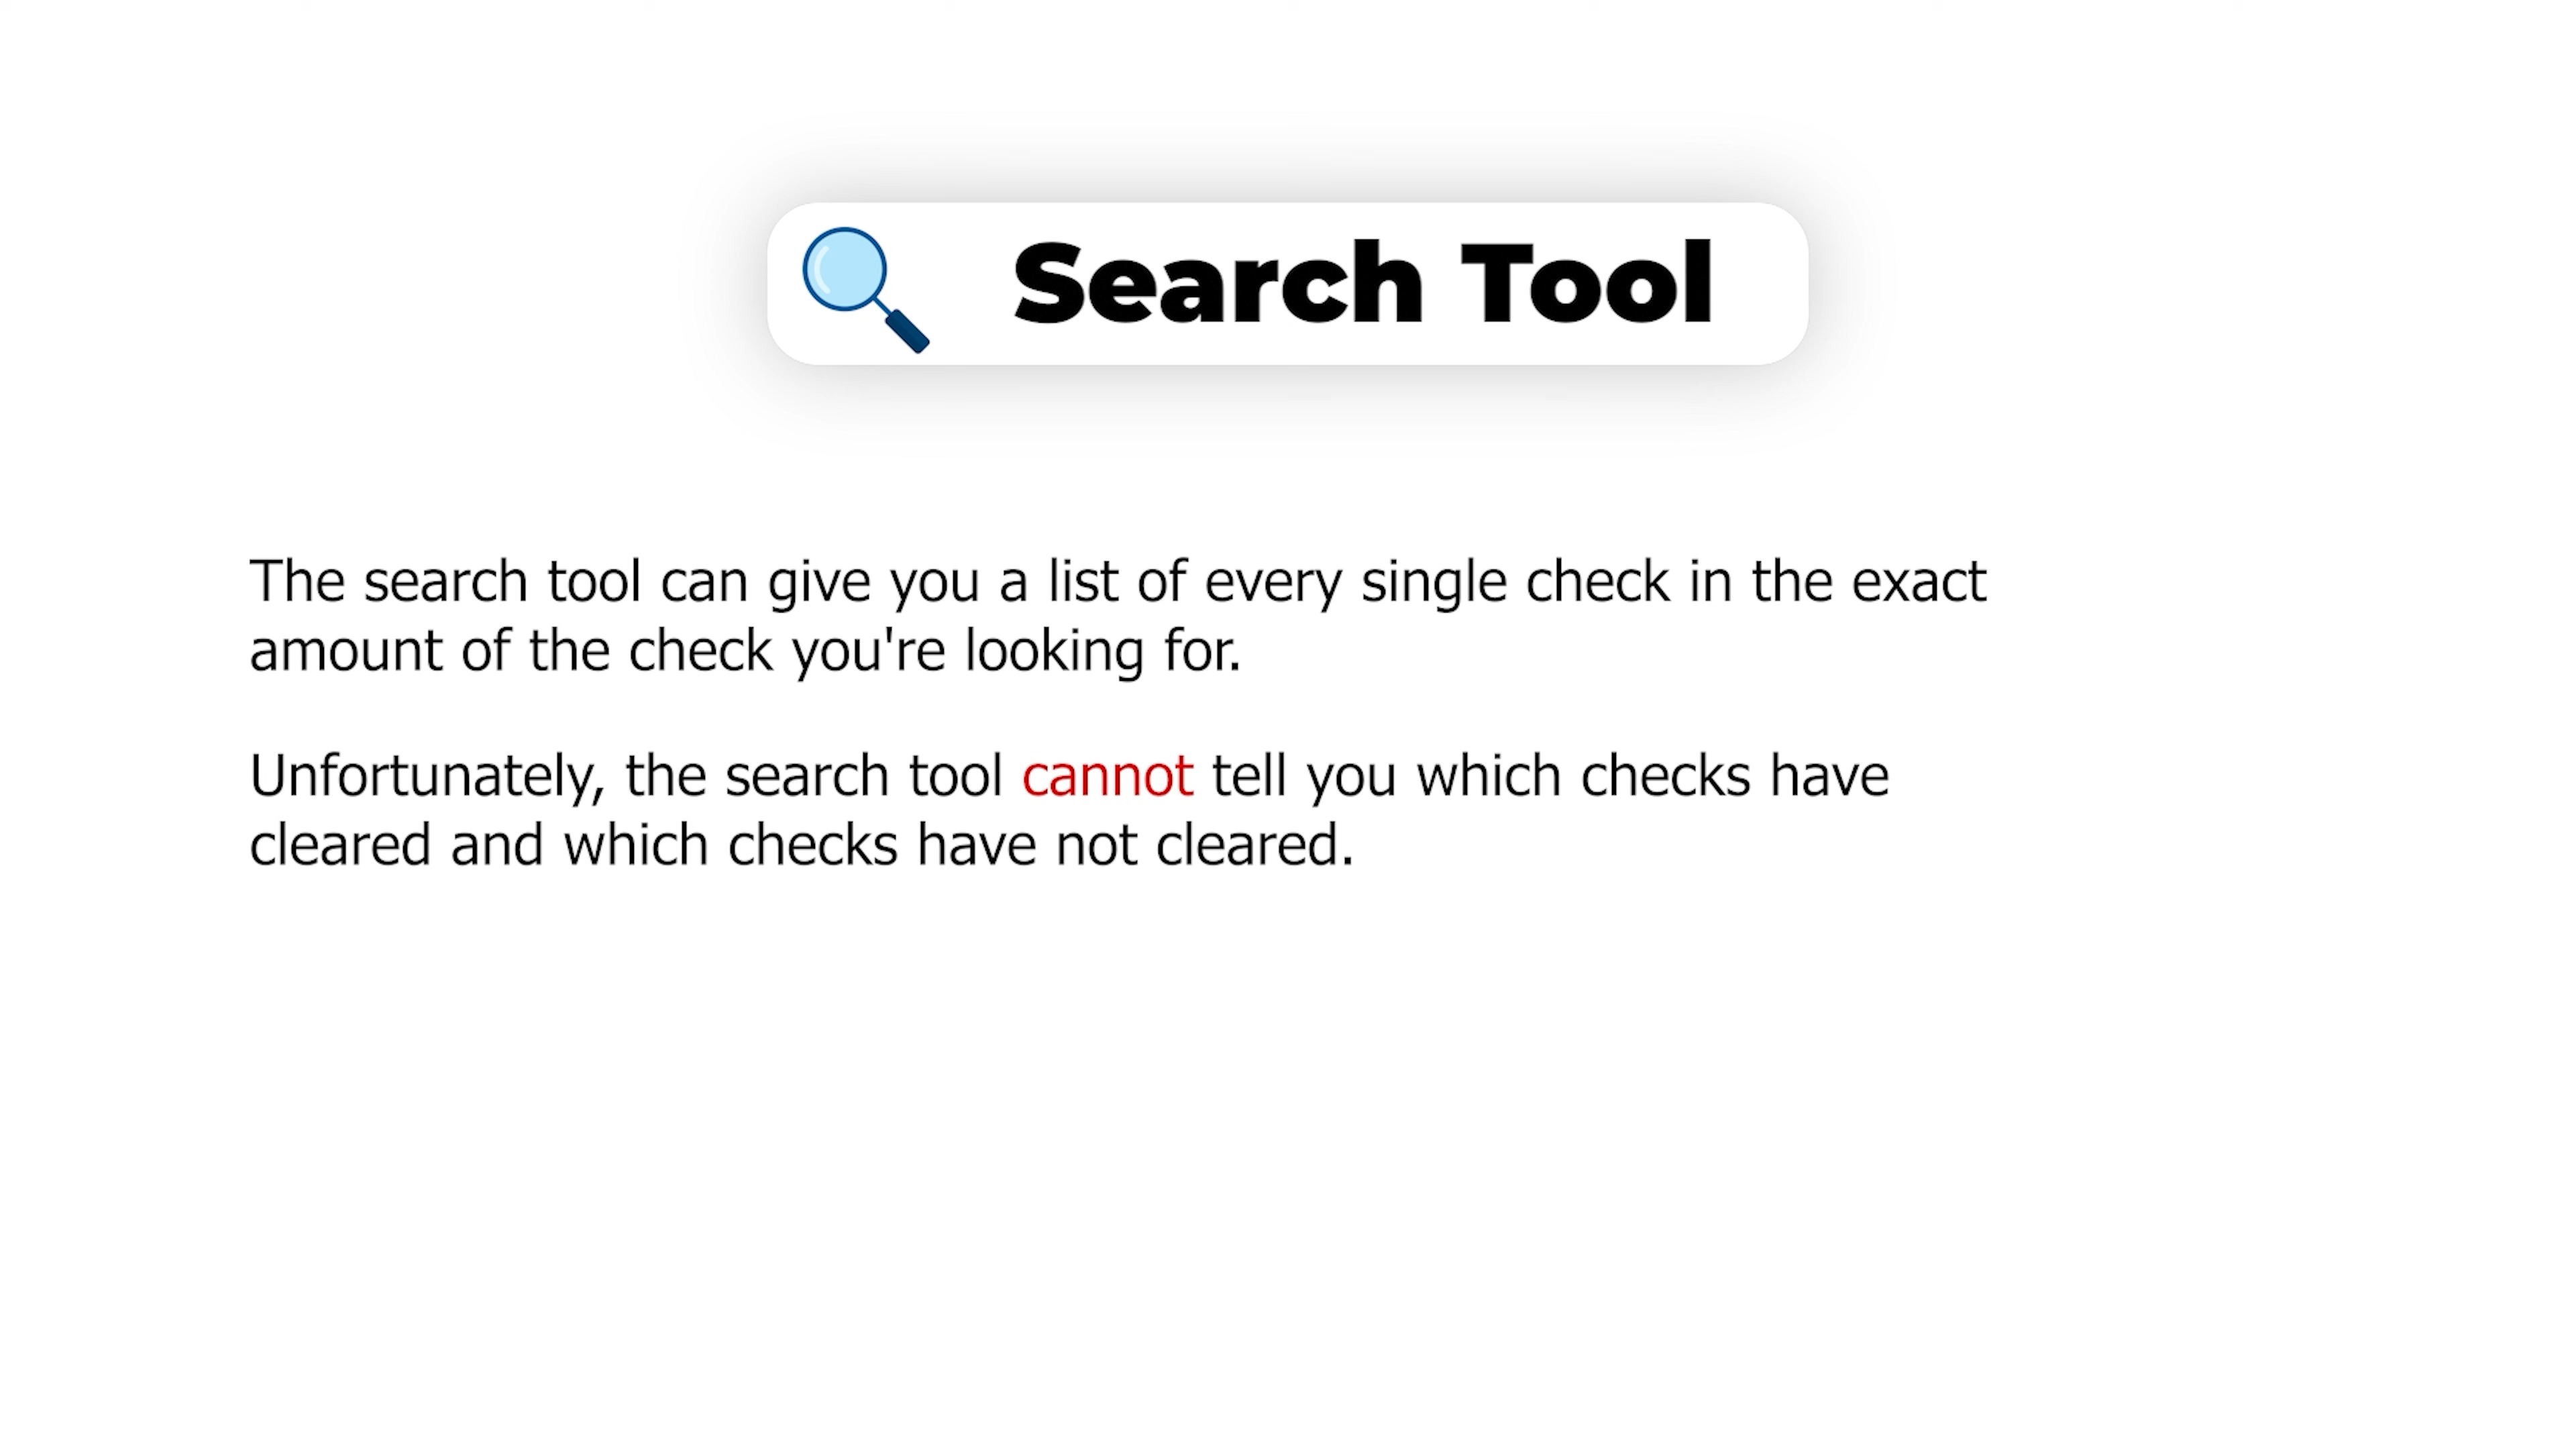 Search Tool
The search tool can give you a list of every single check in the exact
amount of the check you're looking for.
Unfortunately, the search tool cannot tell you which checks have
cleared and which checks have not cleared.